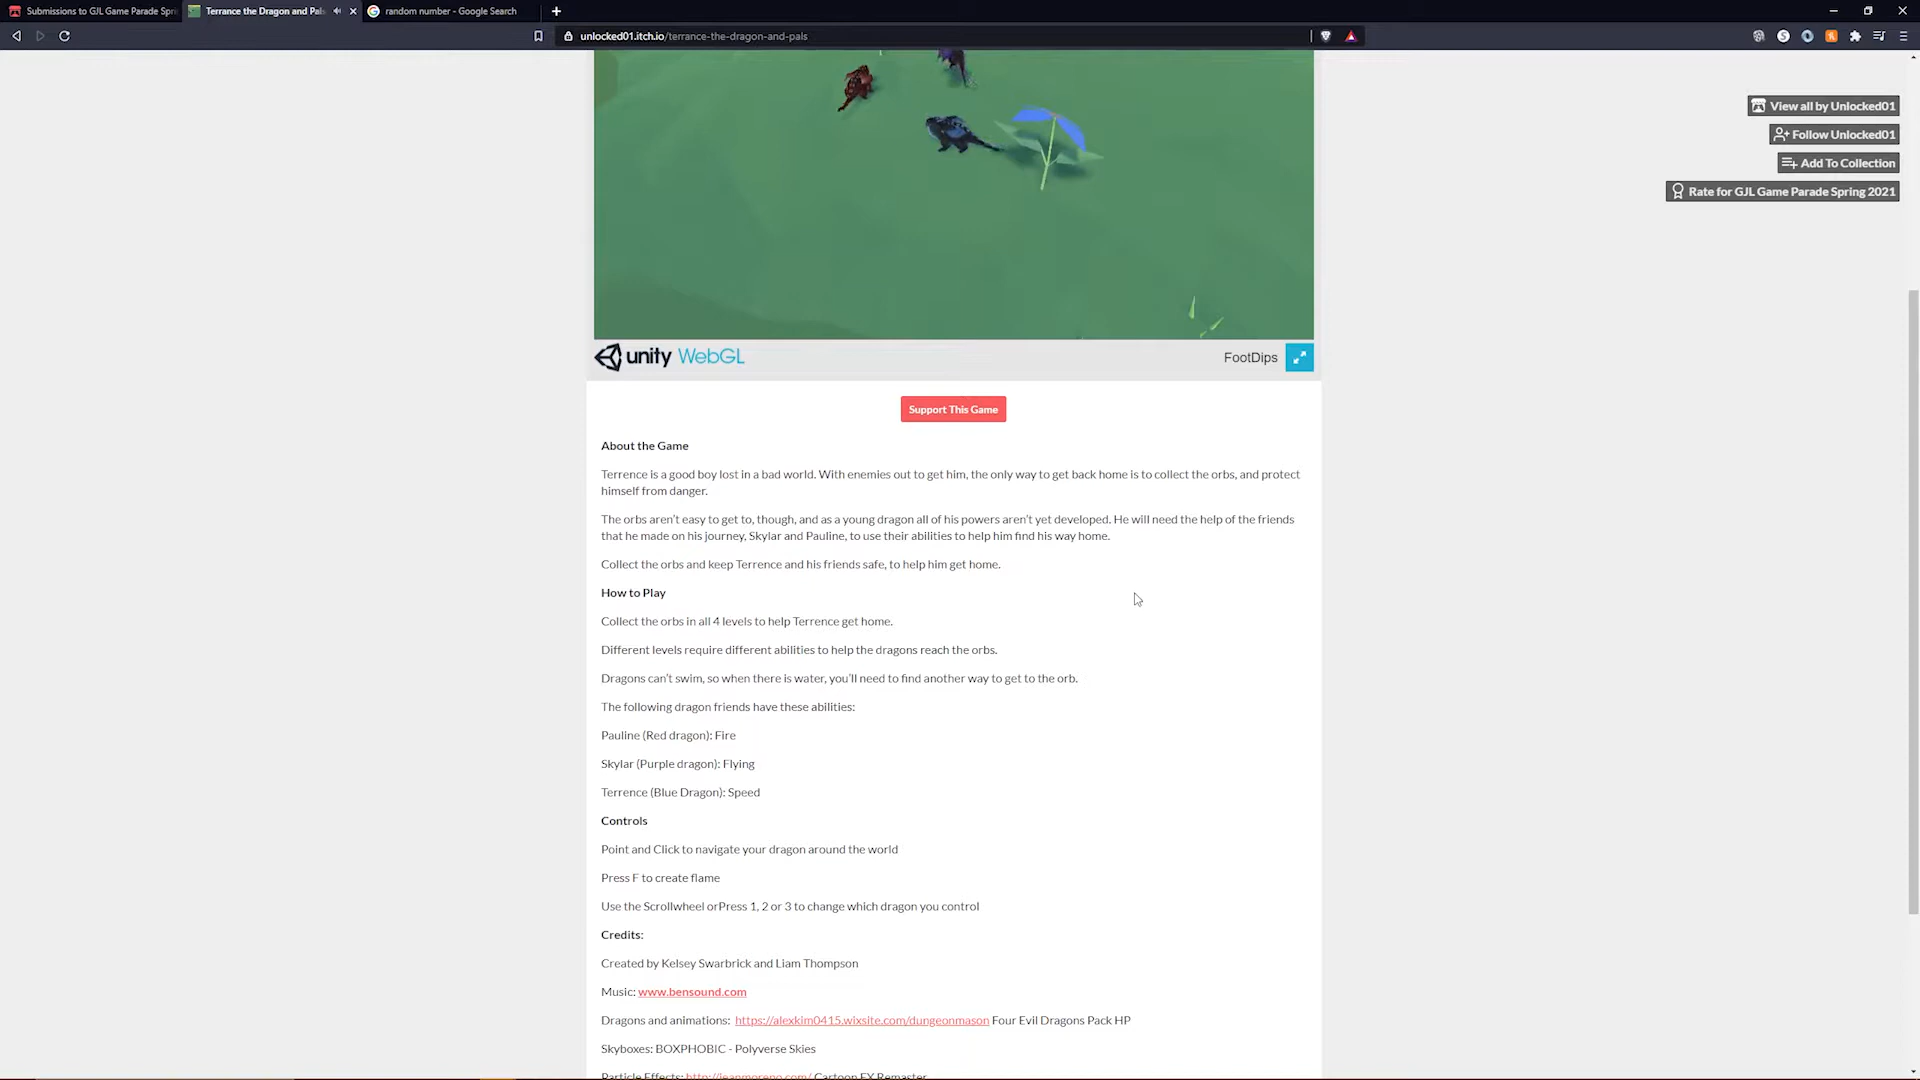 Submissions to GJL Game Parade Spri
Terrance the Dragon and Pals
random number - Google Search
unlocked01.itch.io/terrance-the-dragon-and-pals
View all by Unlocked01
Follow Unlocked01
Add To Collection
Rate for GJL Game Parade Spring 2021
unity WebGL
FootDips
Support This Game
About the Game
Terrence is a good boy lost in a bad world. With enemies out to get him, the only way to get back home is to collect the orbs, and protect
himself from danger.
The orbs aren't easy to get to, though, and as a young dragon all of his powers aren't yet developed. He will need the help of the friends
that he made on his journey, Skylar and Pauline, to use their abilities to help him find his way home.
Collect the orbs and keep Terrence and his friends safe, to help him get home.
How to Play
Collect the orbs in all 4 levels to help Terrence get home.
Different levels require different abilities to help the dragons reach the orbs.
Dragons can't swim, so when there is water, you'll need to find another way to get to the orb.
The following dragon friends have these abilities:
Pauline (Red dragon): Fire
Skylar (Purple dragon): Flying
Terrence (Blue Dragon): Speed
Controls
Point and Click to navigate your dragon around the world
Press F to create flame
Use the Scrollwheel orPress 1, 2 or 3 to change which dragon you control
Credits:
Created by Kelsey Swarbrick and Liam Thompson
Music: www.bensound.com
Dragons and animations: https://alexkim0415.wixsite.com/dungeonmason Four Evil Dragons Pack HP
Skyboxes: BOXPHOBIC - Polyverse Skies
Particle Effects: http://jeanmoreno.com/ Cartoon FX Remaster